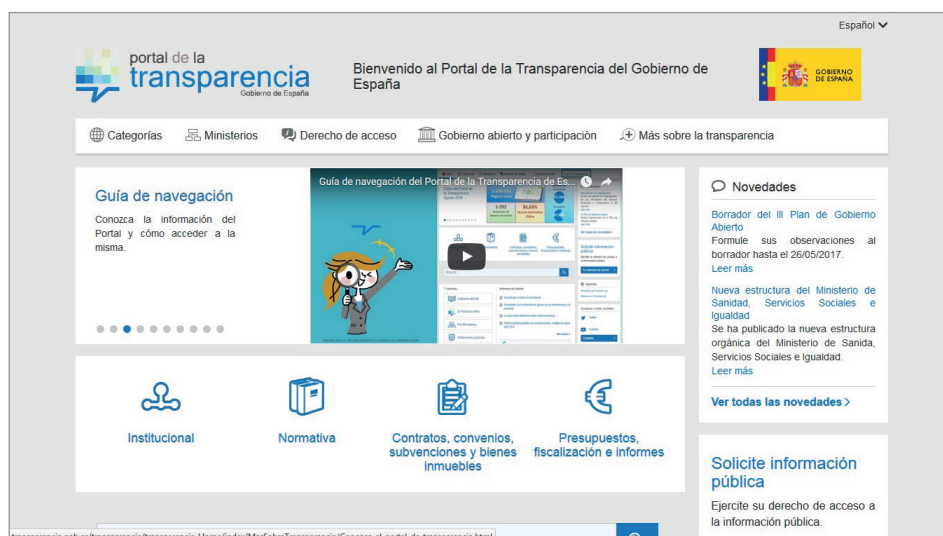 Español
portal de la
transparencia
Gobierno de España
Bienvenido al Portal de la Transparencia del Gobierno de
España
GOBIERNO
DE ESPAÑA
Categorías
Ministerios
Derecho de acceso
Gobierno abierto y participación
Más sobre la transparencia
Guía de navegación
Conozca la información del
Portal y cómo acceder a la
misma.
Guía de navegación del Portal de la Transparencia de Es...
Novedades
Borrador del III Plan de Gobierno
Abierto
Formule sus observaciones al
borrador hasta el 26/05/2017.
Leer más
Nueva estructura del Ministerio de
Sanidad, Servicios Sociales e
Igualdad
Se ha publicado la nueva estructura
orgánica del Ministerio de Sanida,
Servicios Sociales e Igualdad.
Leer más
Ver todas las novedades >
Institucional
Normativa
Contratos, convenios,
subvenciones y bienes
inmuebles
Presupuestos,
fiscalización e informes
Solicite información
pública
Ejercite su derecho de acceso a
la información pública.